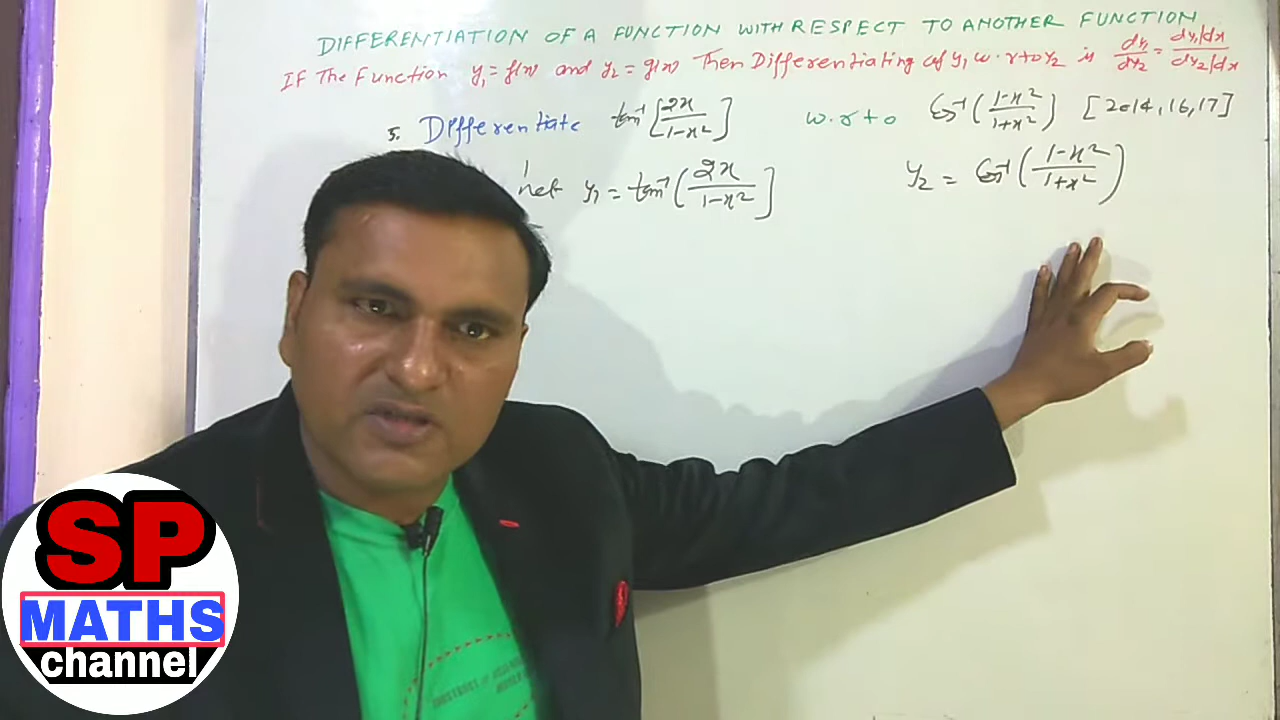 DIFFERENTIATION OF A FUNCTION WITH RESPECT TO ANOTHER FUNCTION
IF The Function y₁ = f(x) and y₂ = g(x) Then Differentiating of y₁ w.r to y₂ is dy₁/dy₂ = (dy₁/dx)/(dy₂/dx)
5. Differentiate tan⁻¹[2x/(1-x²)] w.r to Cos⁻¹((1-x²)/(1+x²)) [2014,16,17]
let y₁ = tan⁻¹(2x/(1-x²)] y₂ = Cos⁻¹((1-x²)/(1+x²))
SP
MATHS
channel